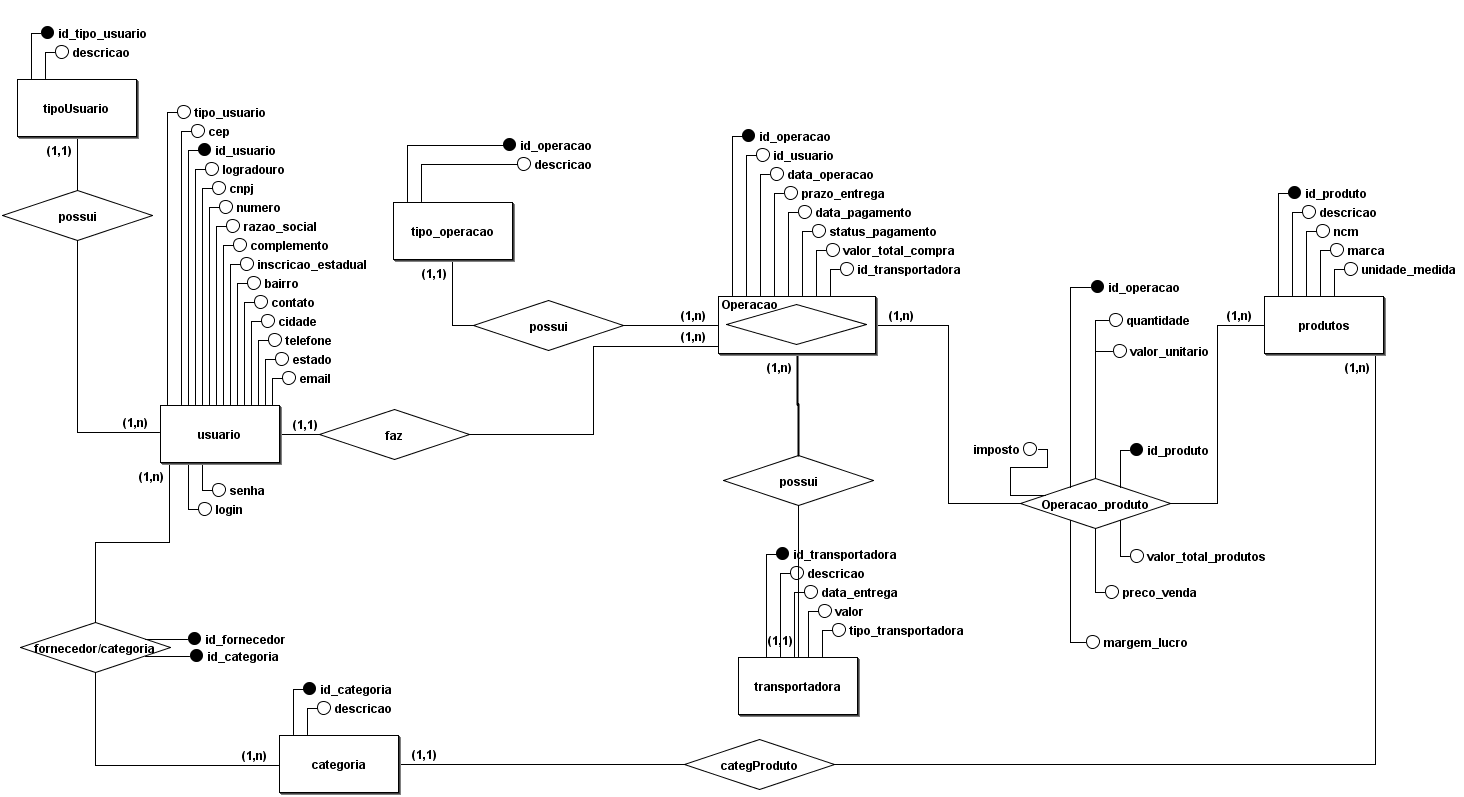 id_tipo_usuario
descricao
tipoUsuario
(1,1)
possui
tipo_usuario
cep
id_usuario
logradouro
cnpj
numero
razao_social
complemento
inscricao_estadual
bairro
contato
cidade
telefone
estado
email
(1,n)
usuario
(1,1)
(1,n)
senha
login
faz
id_operacao
descricao
tipo_operacao
(1,1)
possui
(1,n)
(1,n)
id_operacao
id_usuario
data_operacao
prazo_entrega
data_pagamento
status_pagamento
valor_total_compra
id_transportadora
Operacao
(1,n)
(1,n)
possui
id_transportadora
descricao
data_entrega
valor
tipo_transportadora
(1,1)
transportadora
id_produto
descricao
ncm
marca
unidade_medida
(1,n)
produtos
(1,n)
id_operacao
quantidade
valor_unitario
imposto
id_produto
Operacao_produto
valor_total_produtos
preco_venda
margem_lucro
fornecedor/categoria
id_fornecedor
id_categoria
id_categoria
descricao
(1,n)
categoria
(1,1)
categProduto